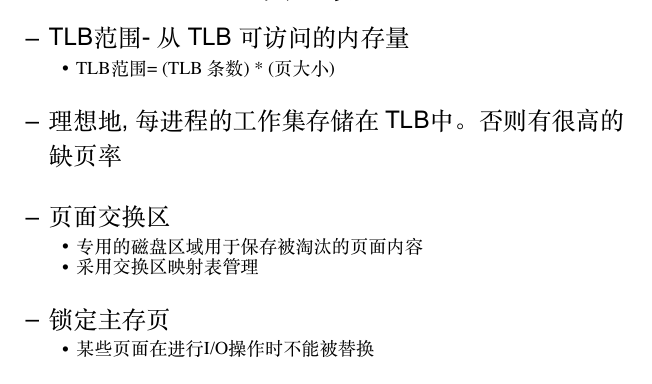 – TLB范围- 从 TLB 可访问的内存量
• TLB范围= (TLB 条数) * (页大小)
– 理想地, 每进程的工作集存储在 TLB中。否则有很高的
缺页率
– 页面交换区
• 专用的磁盘区域用于保存被淘汰的页面内容
• 采用交换区映射表管理
– 锁定主存页
• 某些页面在进行I/O操作时不能被替换